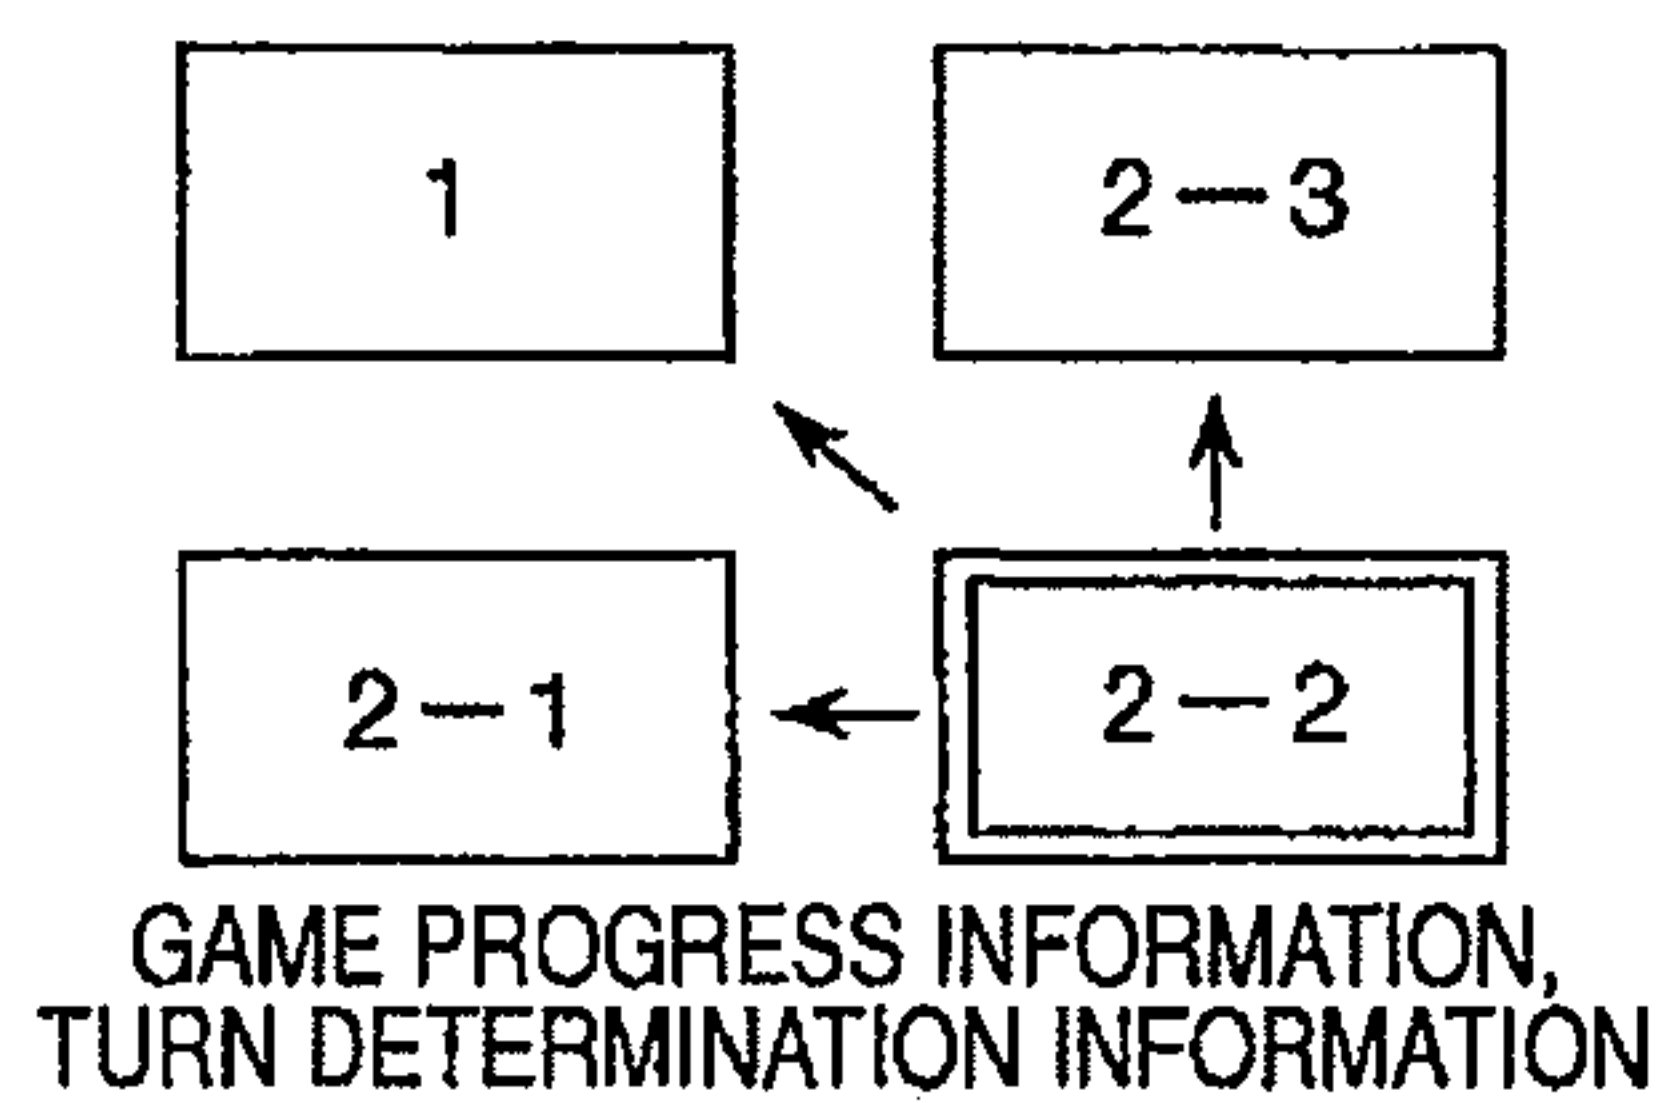 1
2-3
2-1
2-2
GAME PROGRESS INFORMATION,
TURN DETERMINATION INFORMATION